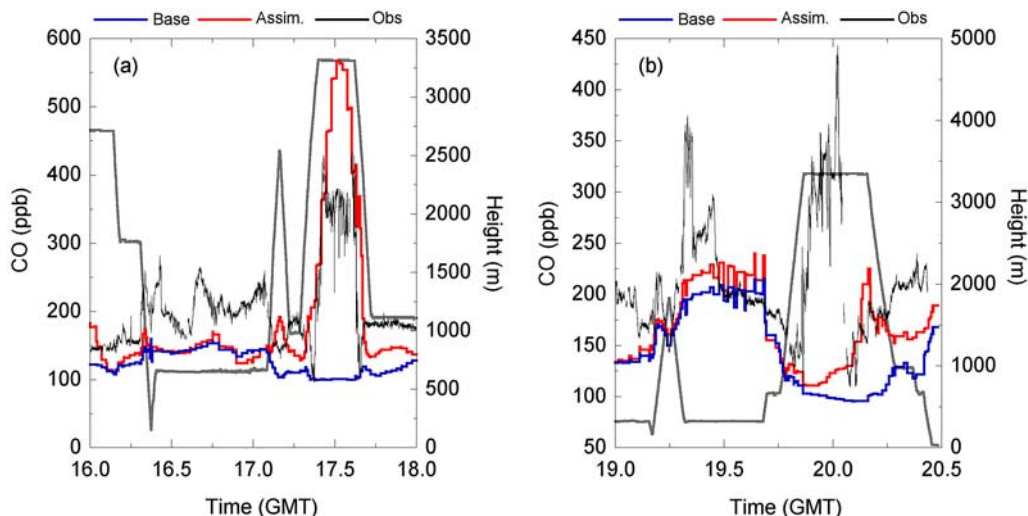 Base Assim. Obs
Base Assim. Obs
(a)
(b)
600
500
400
300
200
100
0
CO (ppb)
3500
3000
2500
2000
1500
1000
500
0
Height (m)
16.0 16.5 17.0 17.5 18.0
Time (GMT)
450
400
350
300
250
200
150
100
50
CO (ppb)
5000
4000
3000
2000
1000
0
Height (m)
19.0 19.5 20.0 20.5
Time (GMT)